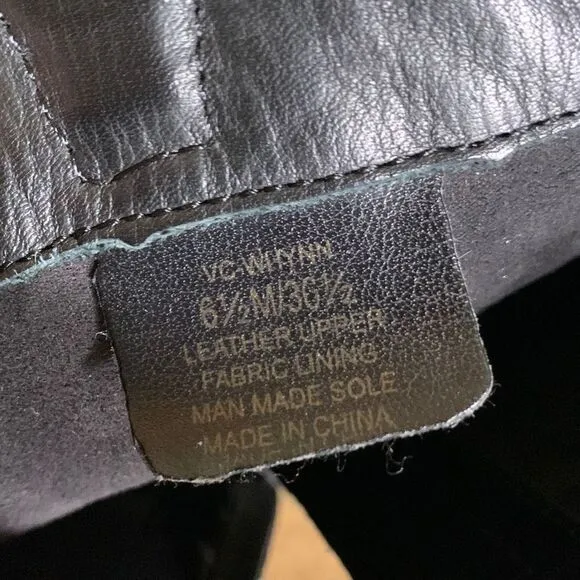 VC-WHYNN
6½M/36½
LEATHER UPPER
FABRIC LINING
MAN MADE SOLE
MADE IN CHINA